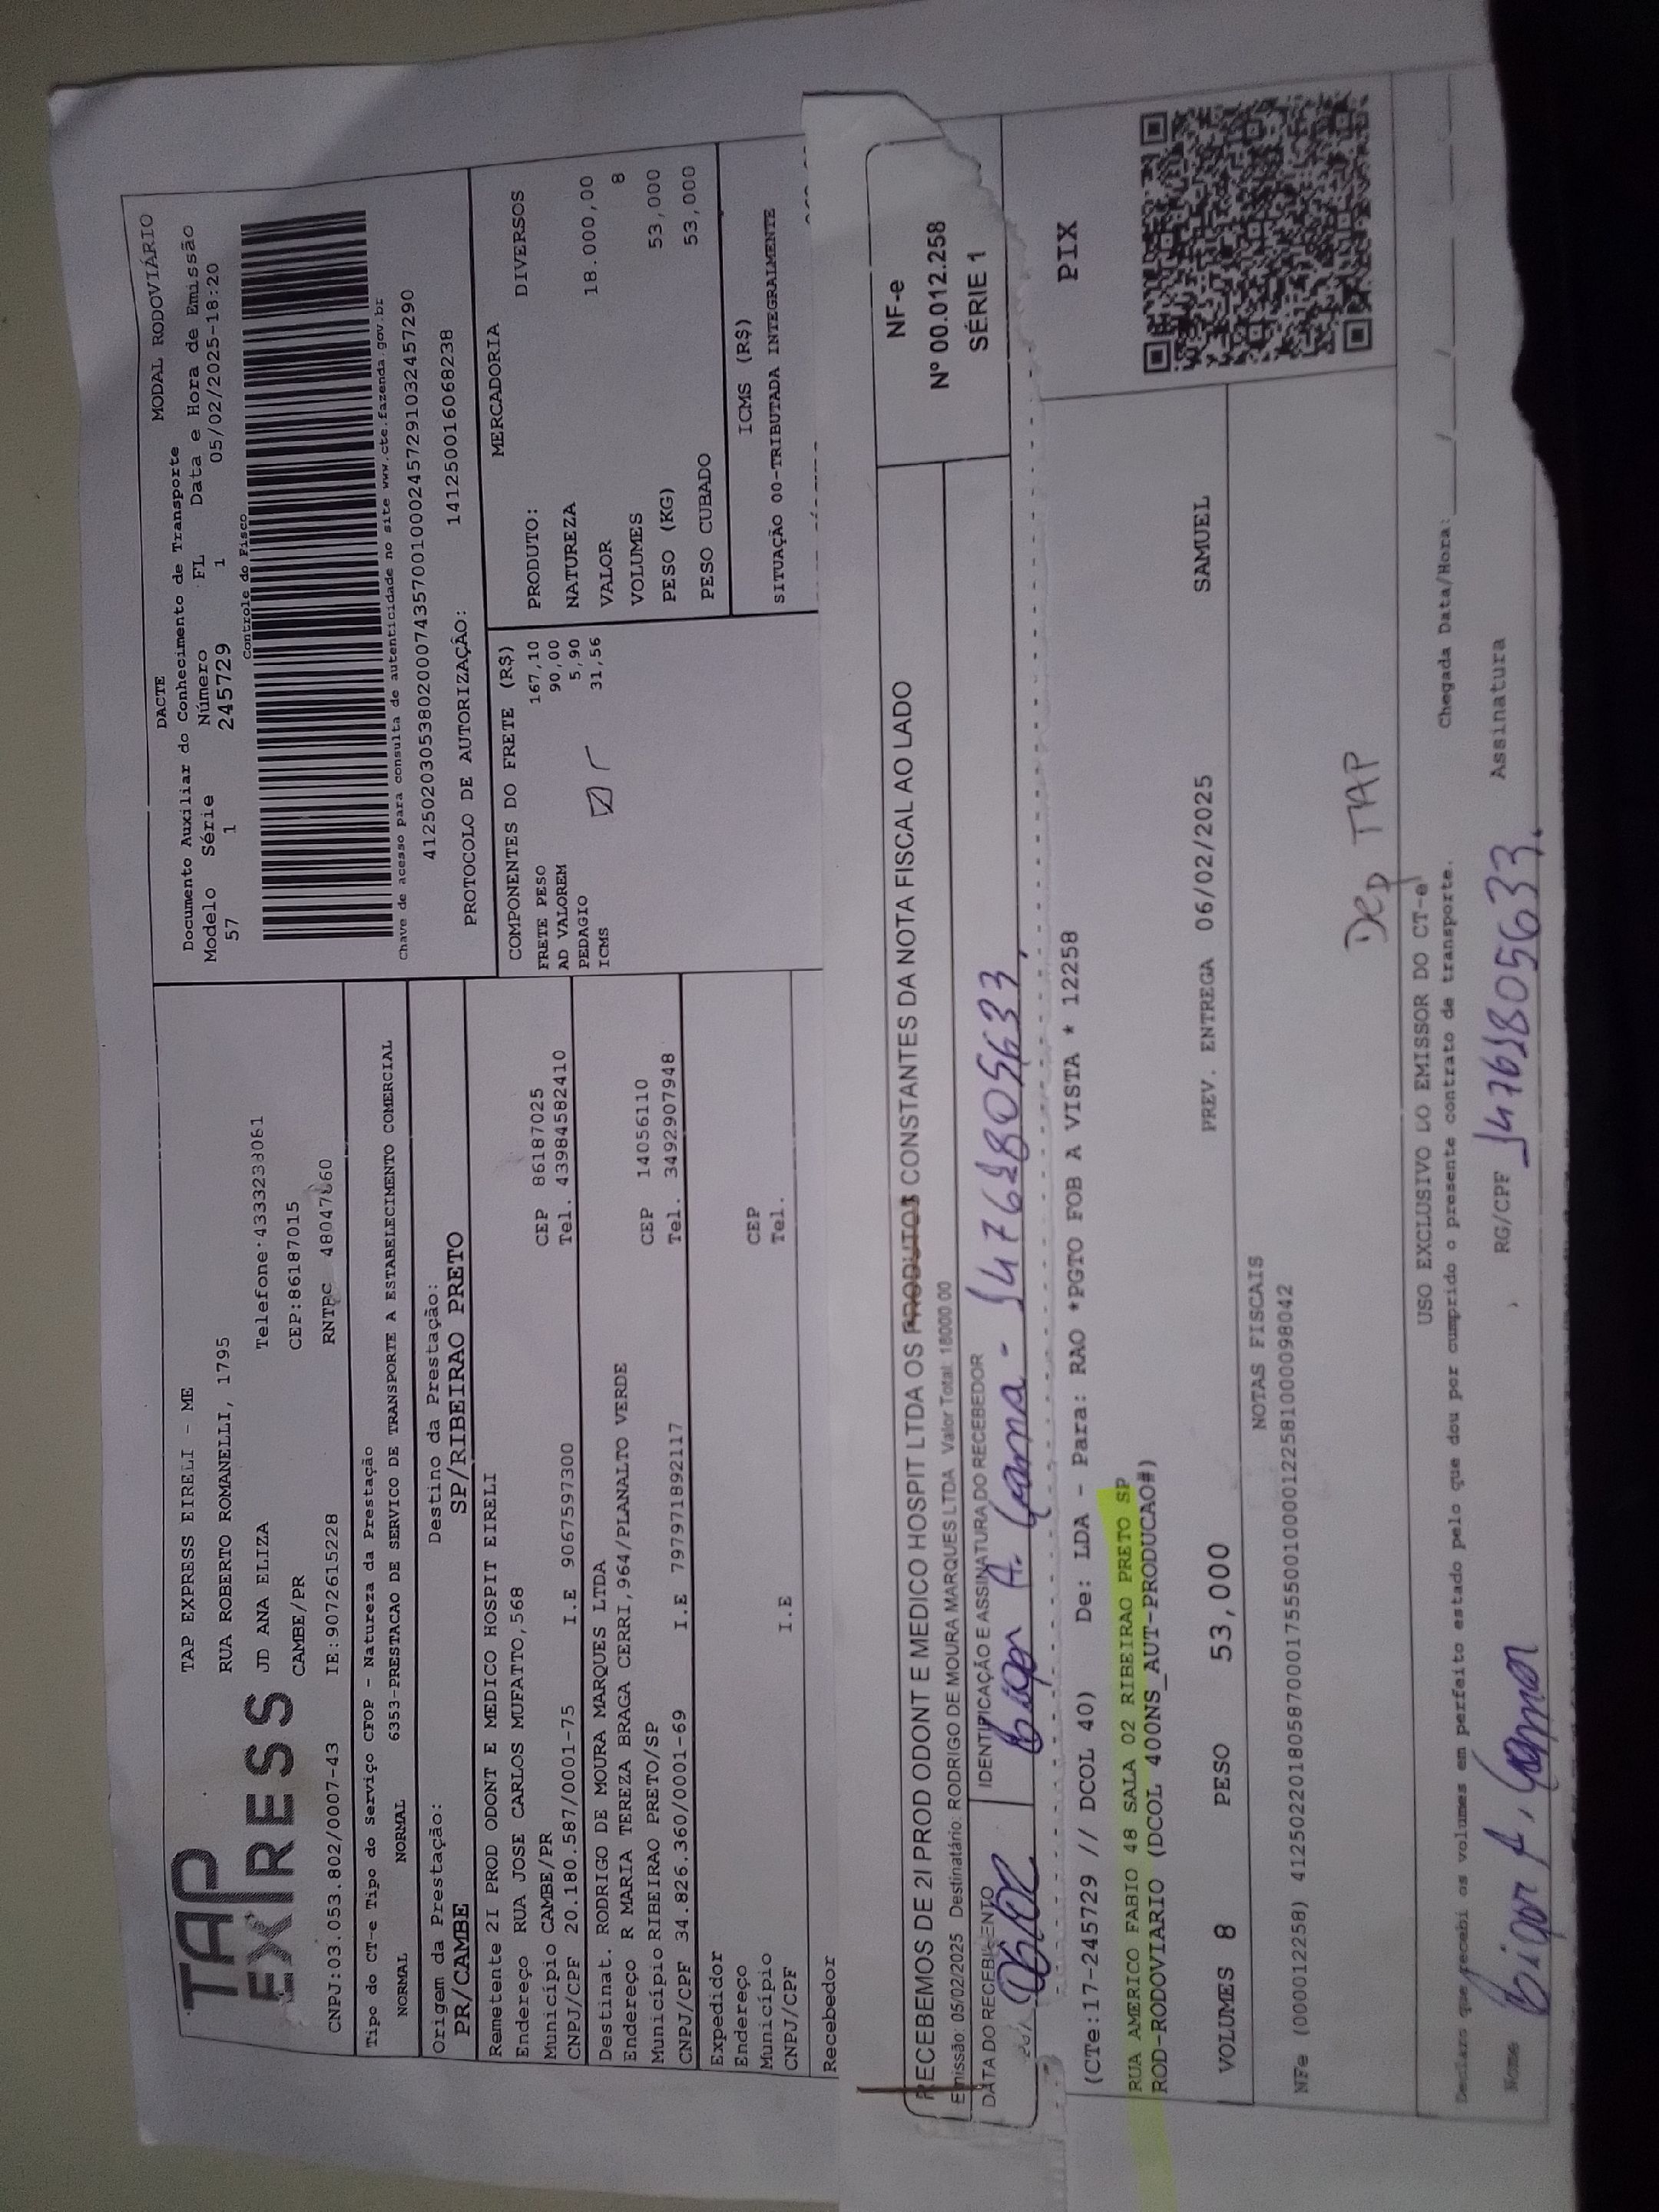 TAP
EXPRESS
TAP EXPRESS EIRELI - ME
RUA ROBERTO ROMANELLI, 1795
JD ANA ELIZA Telefone:4333233081
CAMBE/PR CEP:86187015
CNPJ:03.053.802/0007-43 IE:9072615228 RNTRC 48047060
DACTE MODAL RODOVIÁRIO
Documento Auxiliar do Conhecimento de Transporte
Modelo Série Número FL Data e Hora de Emissão
57 1 245729 1 05/02/2025-18:20
Controle do Fisco
Chave de acesso para consulta de autenticidade no site www.cte.fazenda.gov.br
41250203053802000743570010002457291032457290
PROTOCOLO DE AUTORIZAÇÃO: 141250016068238
Tipo do CT-e Tipo do Serviço CFOP - Natureza da Prestação
NORMAL NORMAL 6353-PRESTACAO DE SERVICO DE TRANSPORTE A ESTABELECIMENTO COMERCIAL
Origem da Prestação: Destino da Prestação:
PR/CAMBE SP/RIBEIRAO PRETO
Remetente 2I PROD ODONT E MEDICO HOSPIT EIRELI
Endereço RUA JOSE CARLOS MUFATTO,568
Município CAMBE/PR CEP 86187025
CNPJ/CPF 20.180.587/0001-75 I.E 9067597300 Tel. 43984582410
Destinat. RODRIGO DE MOURA MARQUES LTDA
Endereço R MARIA TEREZA BRAGA CERRI,964/PLANALTO VERDE
Município RIBEIRAO PRETO/SP CEP 14056110
CNPJ/CPF 34.826.360/0001-69 I.E 797971892117 Tel. 3492907948
Expedidor
Endereço
Município CEP
CNPJ/CPF I.E Tel.
Recebedor
COMPONENTES DO FRETE (R$)
FRETE PESO 167,10
AD VALOREM 90,00
PEDAGIO 5,90
ICMS 31,56
MERCADORIA
PRODUTO: DIVERSOS
NATUREZA
VALOR 18.000,00
VOLUMES 8
PESO (KG) 53,000
PESO CUBADO 53,000
ICMS (R$)
SITUAÇÃO 00-TRIBUTADA INTEGRALMENTE
RECEBEMOS DE 2I PROD ODONT E MEDICO HOSPIT LTDA OS PRODUTOS CONSTANTES DA NOTA FISCAL AO LADO
Emissão: 05/02/2025 Destinatário: RODRIGO DE MOURA MARQUES LTDA Valor Total: 18000.00
DATA DO RECEBIMENTO IDENTIFICAÇÃO E ASSINATURA DO RECEBEDOR
A. Gama - 14761805633
NF-e
Nº 00.012.258
SÉRIE 1
(CTe:17-245729 // DCOL 40) De: LDA - Para: RAO *PGTO FOB A VISTA * 12258
PIX
RUA AMERICO FABIO 48 SALA 02 RIBEIRAO PRETO SP
ROD-RODOVIARIO (DCOL 400NS_AUT-PRODUCAO#)
VOLUMES 8 PESO 53,000 PREV. ENTREGA 06/02/2025 SAMUEL
NOTAS FISCAIS
NFe (000012258) 41250222018058700017555001000012258100098042
Dep TAP
USO EXCLUSIVO DO EMISSOR DO CT-e
Declaro que recebi os volumes em perfeito estado pelo que dou por cumprido o presente contrato de transporte. Chegada Data/Hora: / /
Nome A. Gama RG/CPF 14761805633 Assinatura